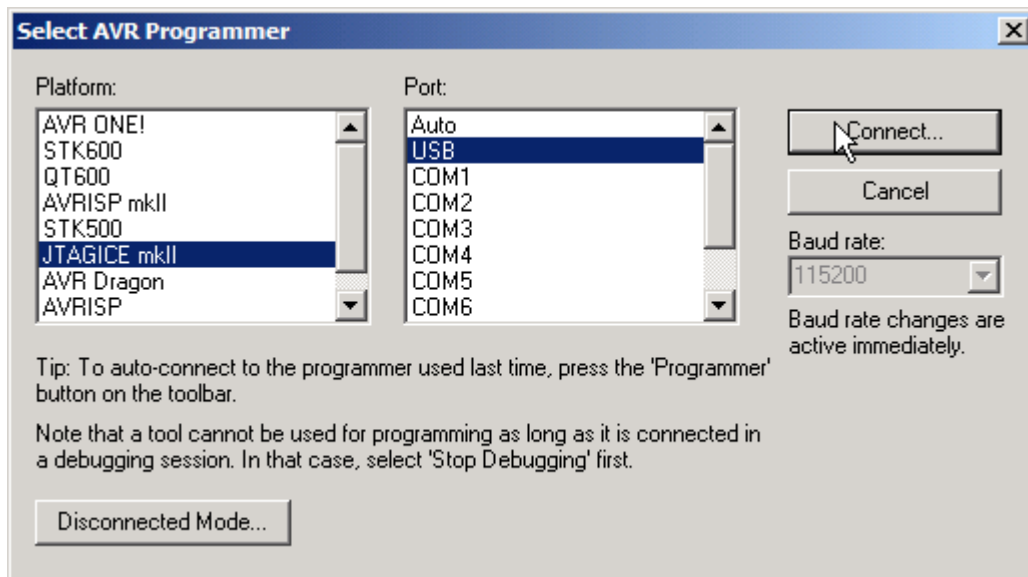 Select AVR Programmer
Platform:
AVR ONE!
STK600
QT600
AVRISP mkII
STK500
JTAGICE mkII
AVR Dragon
AVRISP
Port:
Auto
USB
COM1
COM2
COM3
COM4
COM5
COM6
Connect...
Cancel
Baud rate:
115200
Baud rate changes are
active immediately.
Tip: To auto-connect to the programmer used last time, press the 'Programmer'
button on the toolbar.
Note that a tool cannot be used for programming as long as it is connected in
a debugging session. In that case, select 'Stop Debugging' first.
Disconnected Mode...